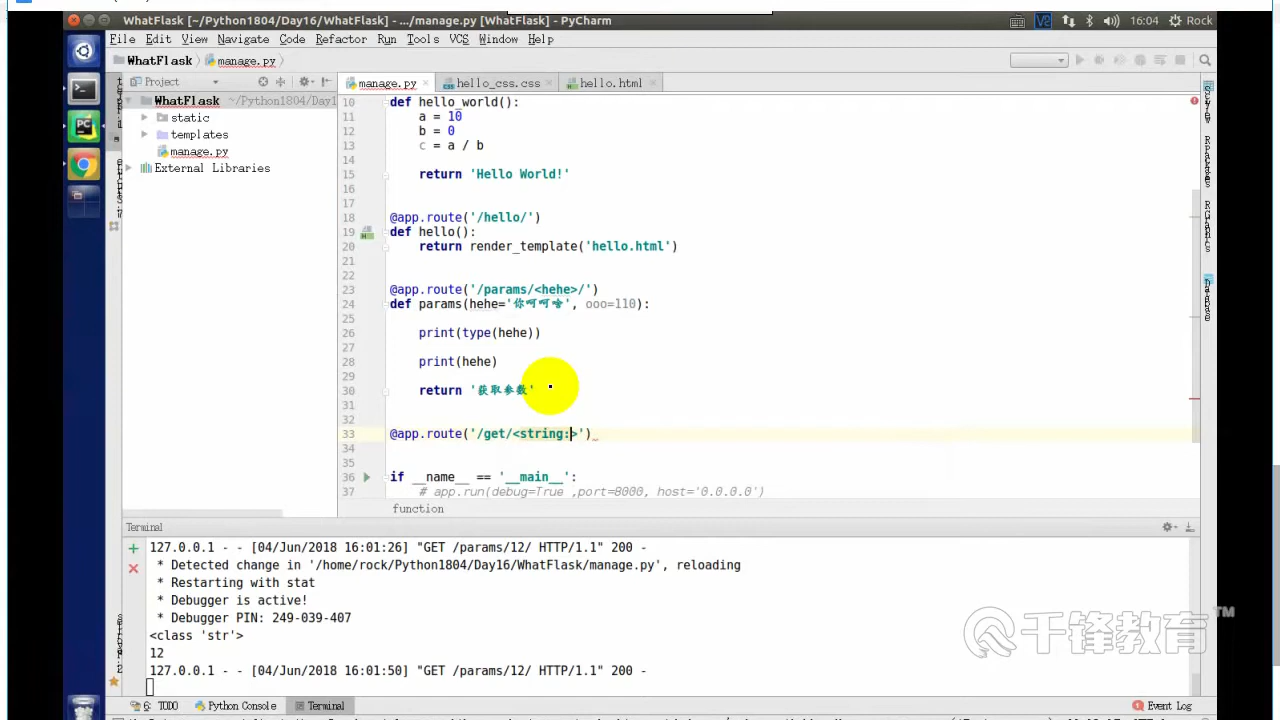 WhatFlask [~/Python1804/Day16/WhatFlask] - .../manage.py [WhatFlask] - PyCharm
16:04 Rock
File Edit View Navigate Code Refactor Run Tools VCS Window Help
WhatFlask manage.py
Project
manage.py hello_css.css hello.html
WhatFlask ~/Python1804/Day1
static
templates
manage.py
External Libraries
10 def hello_world():
11 a = 10
12 b = 0
13 c = a / b
14
15 return 'Hello World!'
16
17
18 @app.route('/hello/')
19 def hello():
20 return render_template('hello.html')
21
22
23 @app.route('/params/<hehe>/')
24 def params(hehe='你呵呵啥', ooo=110):
25
26 print(type(hehe))
27
28 print(hehe)
29
30 return '获取参数'
31
32
33 @app.route('/get/<string:>')
34
35
36 if __name__ == '__main__':
37 # app.run(debug=True ,port=8000, host='0.0.0.0')
function
Terminal
127.0.0.1 - - [04/Jun/2018 16:01:26] "GET /params/12/ HTTP/1.1" 200 -
* Detected change in '/home/rock/Python1804/Day16/WhatFlask/manage.py', reloading
* Restarting with stat
* Debugger is active!
* Debugger PIN: 249-039-407
<class 'str'>
12
127.0.0.1 - - [04/Jun/2018 16:01:50] "GET /params/12/ HTTP/1.1" 200 -
千锋教育 TM
6: TODO Python Console Terminal Event Log